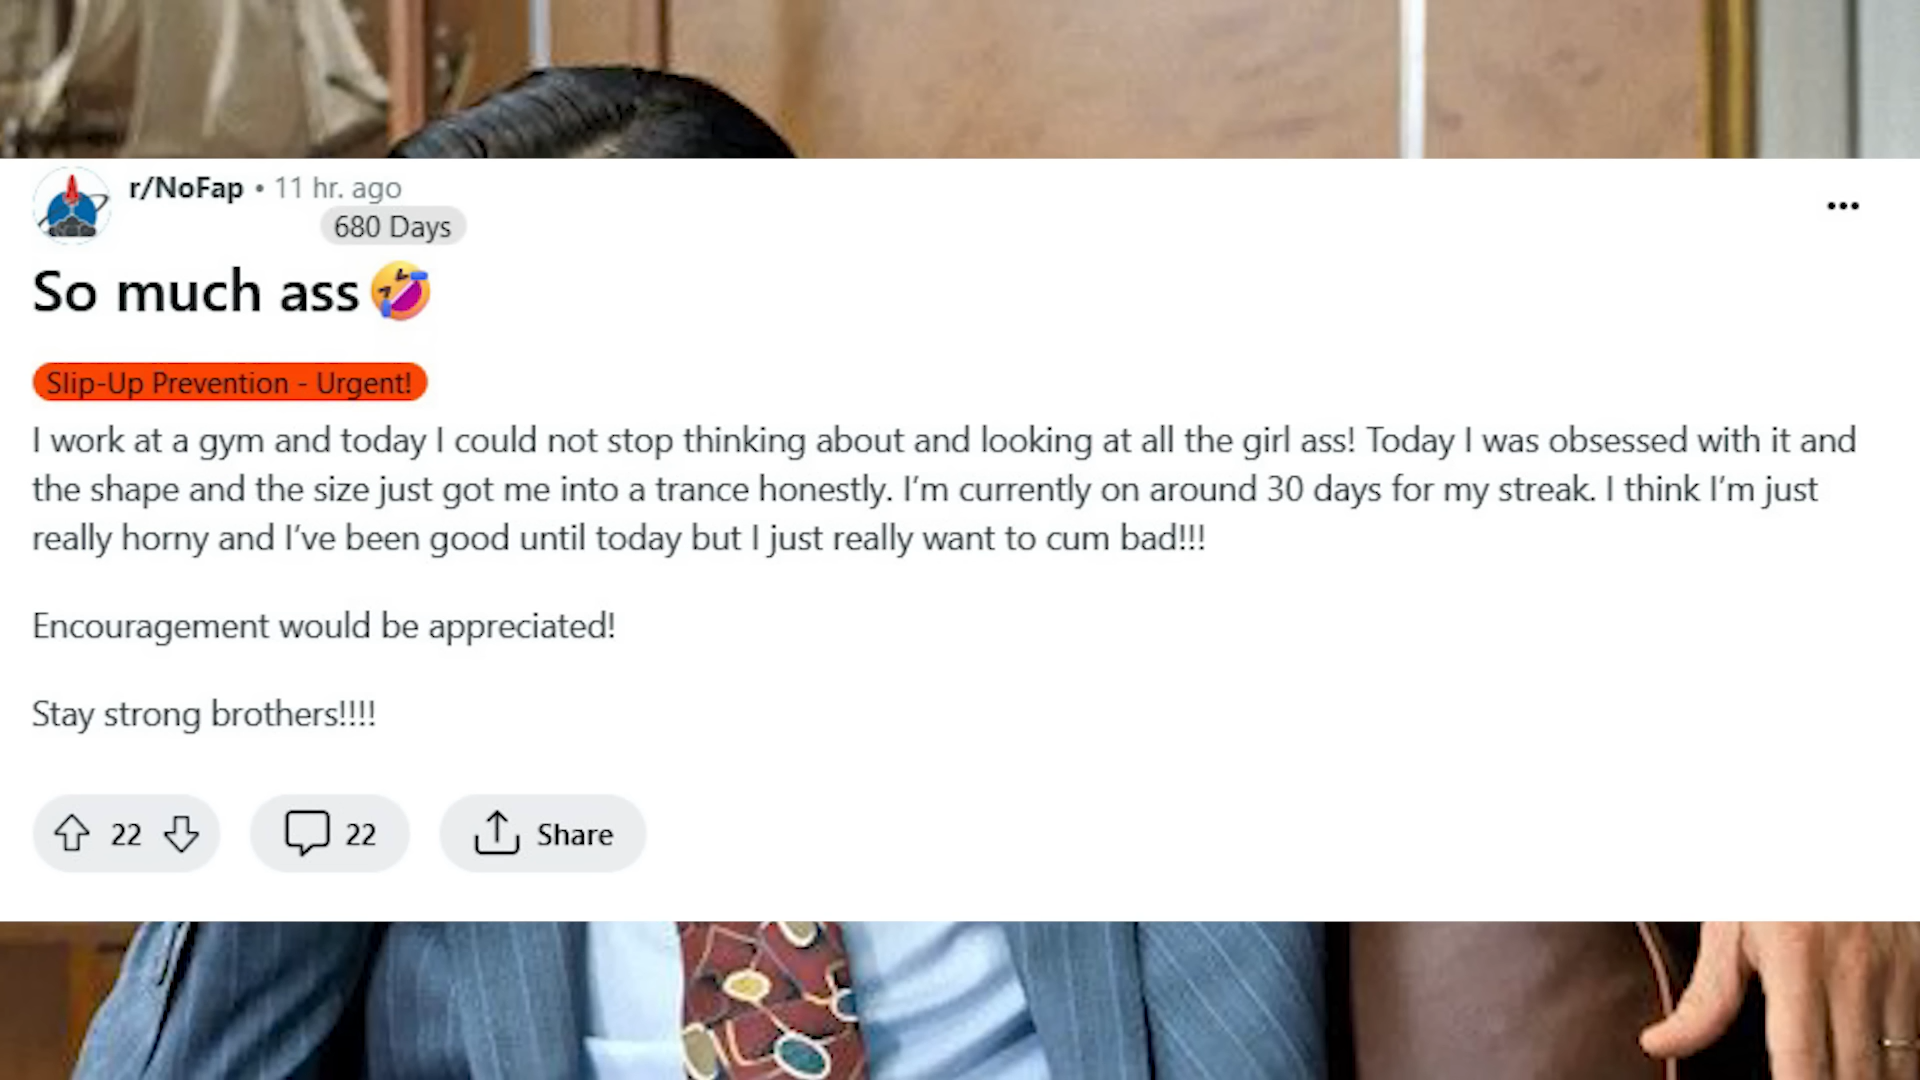 r/NoFap • 11 hr. ago
680 Days
So much ass🤣
Slip-Up Prevention - Urgent!
I work at a gym and today I could not stop thinking about and looking at all the girl ass! Today I was obsessed with it and
the shape and the size just got me into a trance honestly. I’m currently on around 30 days for my streak. I think I’m just
really horny and I’ve been good until today but I just really want to cum bad!!!
Encouragement would be appreciated!
Stay strong brothers!!!!
22
22
Share